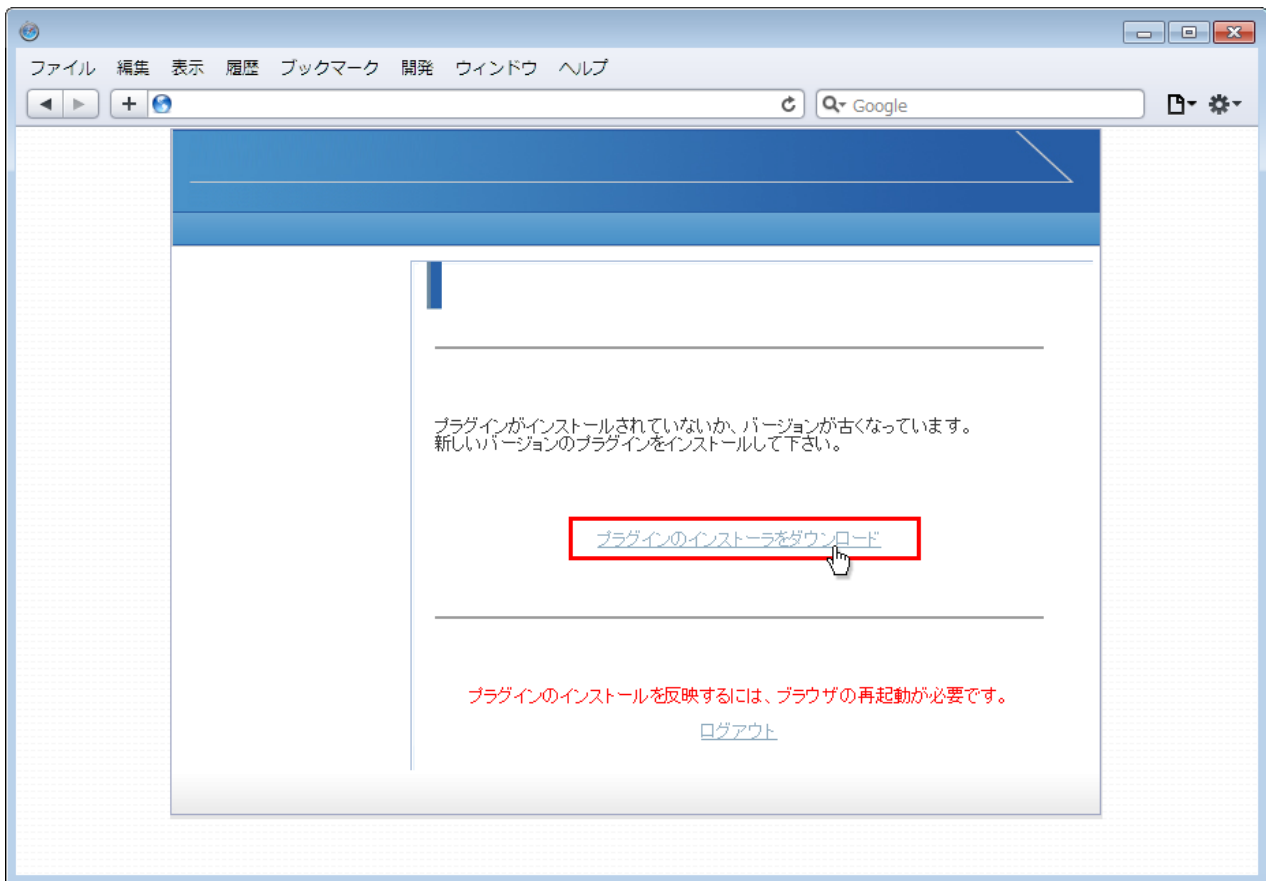 ファイル 編集 表示 履歴 ブックマーク 開発 ウィンドウ ヘルプ
Google
プラグインがインストールされていないか、バージョンが古くなっています。
新しいバージョンのプラグインをインストールして下さい。
プラグインのインストーラをダウンロード
プラグインのインストールを反映するには、ブラウザの再起動が必要です。
ログアウト